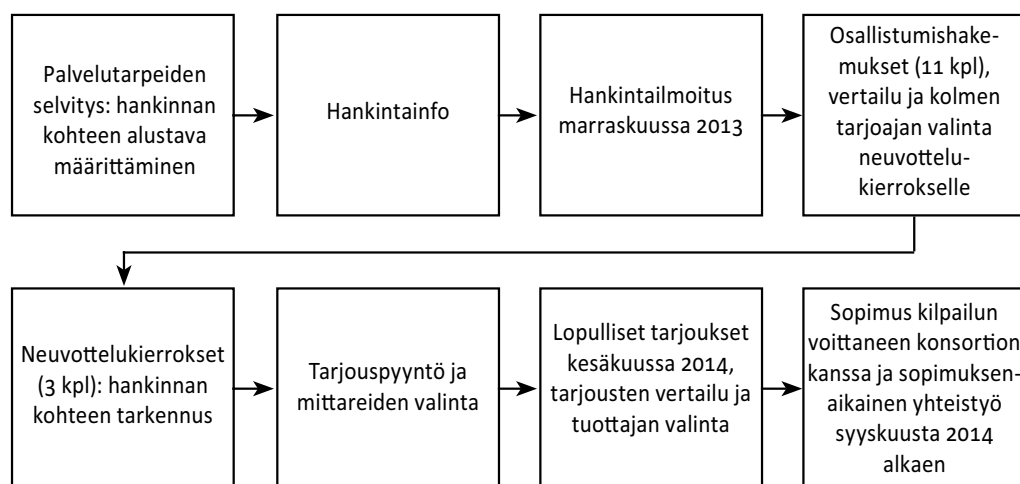 Palvelutarpeiden
selvitys: hankinnan
kohteen alustava
määrittäminen
Hankintainfo
Hankintailmoitus
marraskuussa 2013
Osallistumishake-
mukset (11 kpl),
vertailu ja kolmen
tarjoajan valinta
neuvottelu-
kierrokselle
Neuvottelukierrokset
(3 kpl): hankinnan
kohteen tarkennus
Tarjouspyyntö ja
mittareiden valinta
Lopulliset tarjoukset
kesäkuussa 2014,
tarjousten vertailu ja
tuottajan valinta
Sopimus kilpailun
voittaneen konsortion
kanssa ja sopimuksen-
aikainen yhteistyö
syyskuusta 2014
alkaen